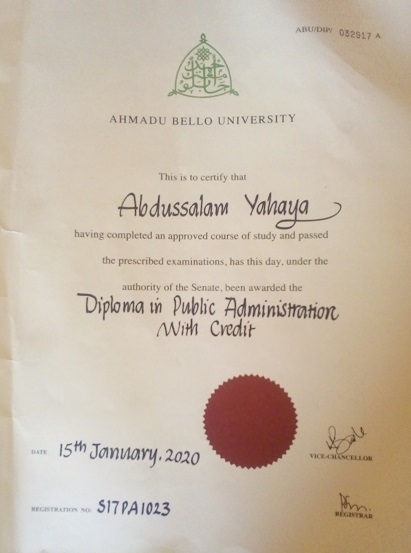 ABU/DIP/ 032917 A
AHMADU BELLO UNIVERSITY
This is to certify that
Abdussalam Yahaya
having completed an approved course of study and passed
the prescribed examinations, has this day, under the
authority of the Senate, been awarded the
Diploma in Public Administration
With Credit
DATE 15th January, 2020
VICE-CHANCELLOR
REGISTRATION NO: S17PA1023
REGISTRAR